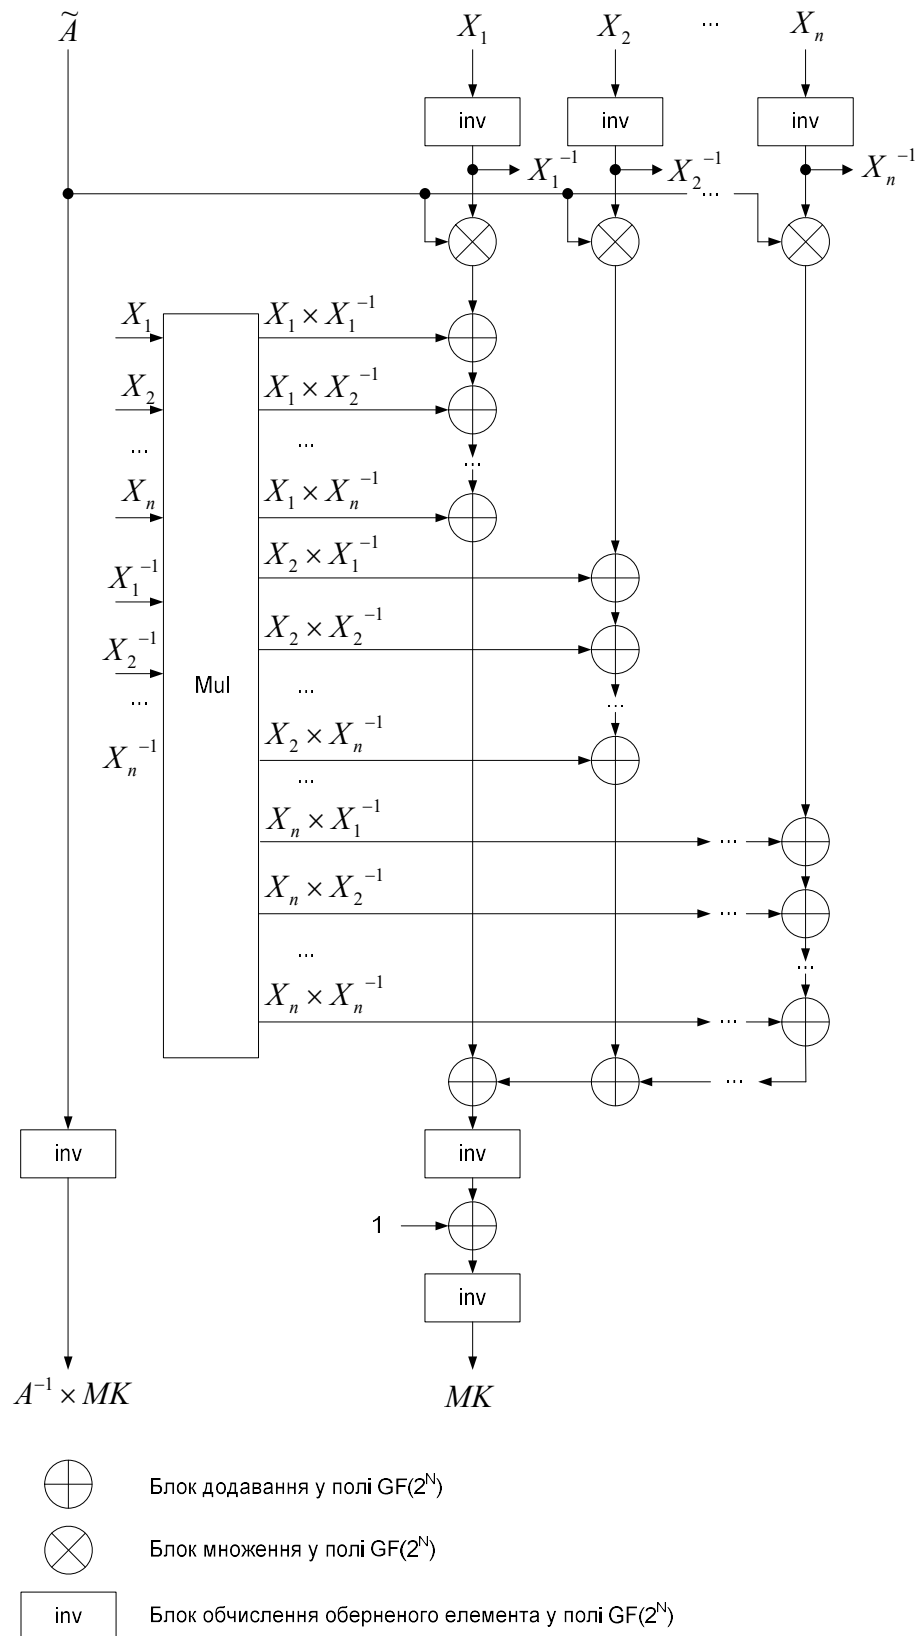 Ã X₁ X₂ ... Xₙ
inv inv inv
X₁⁻¹ X₂⁻¹ Xₙ⁻¹
...
X₁ X₁ × X₁⁻¹
X₂ X₁ × X₂⁻¹
... ... ...
Xₙ X₁ × Xₙ⁻¹
X₁⁻¹ X₂ × X₁⁻¹
X₂⁻¹ X₂ × X₂⁻¹
Mul
... ... ...
Xₙ⁻¹ X₂ × Xₙ⁻¹
...
Xₙ × X₁⁻¹ ...
Xₙ × X₂⁻¹ ...
... ...
Xₙ × Xₙ⁻¹ ...
...
inv inv
1
inv
A⁻¹ × MK MK
Блок додавання у полі GF(2ᴺ)
Блок множення у полі GF(2ᴺ)
inv Блок обчислення оберненого елемента у полі GF(2ᴺ)